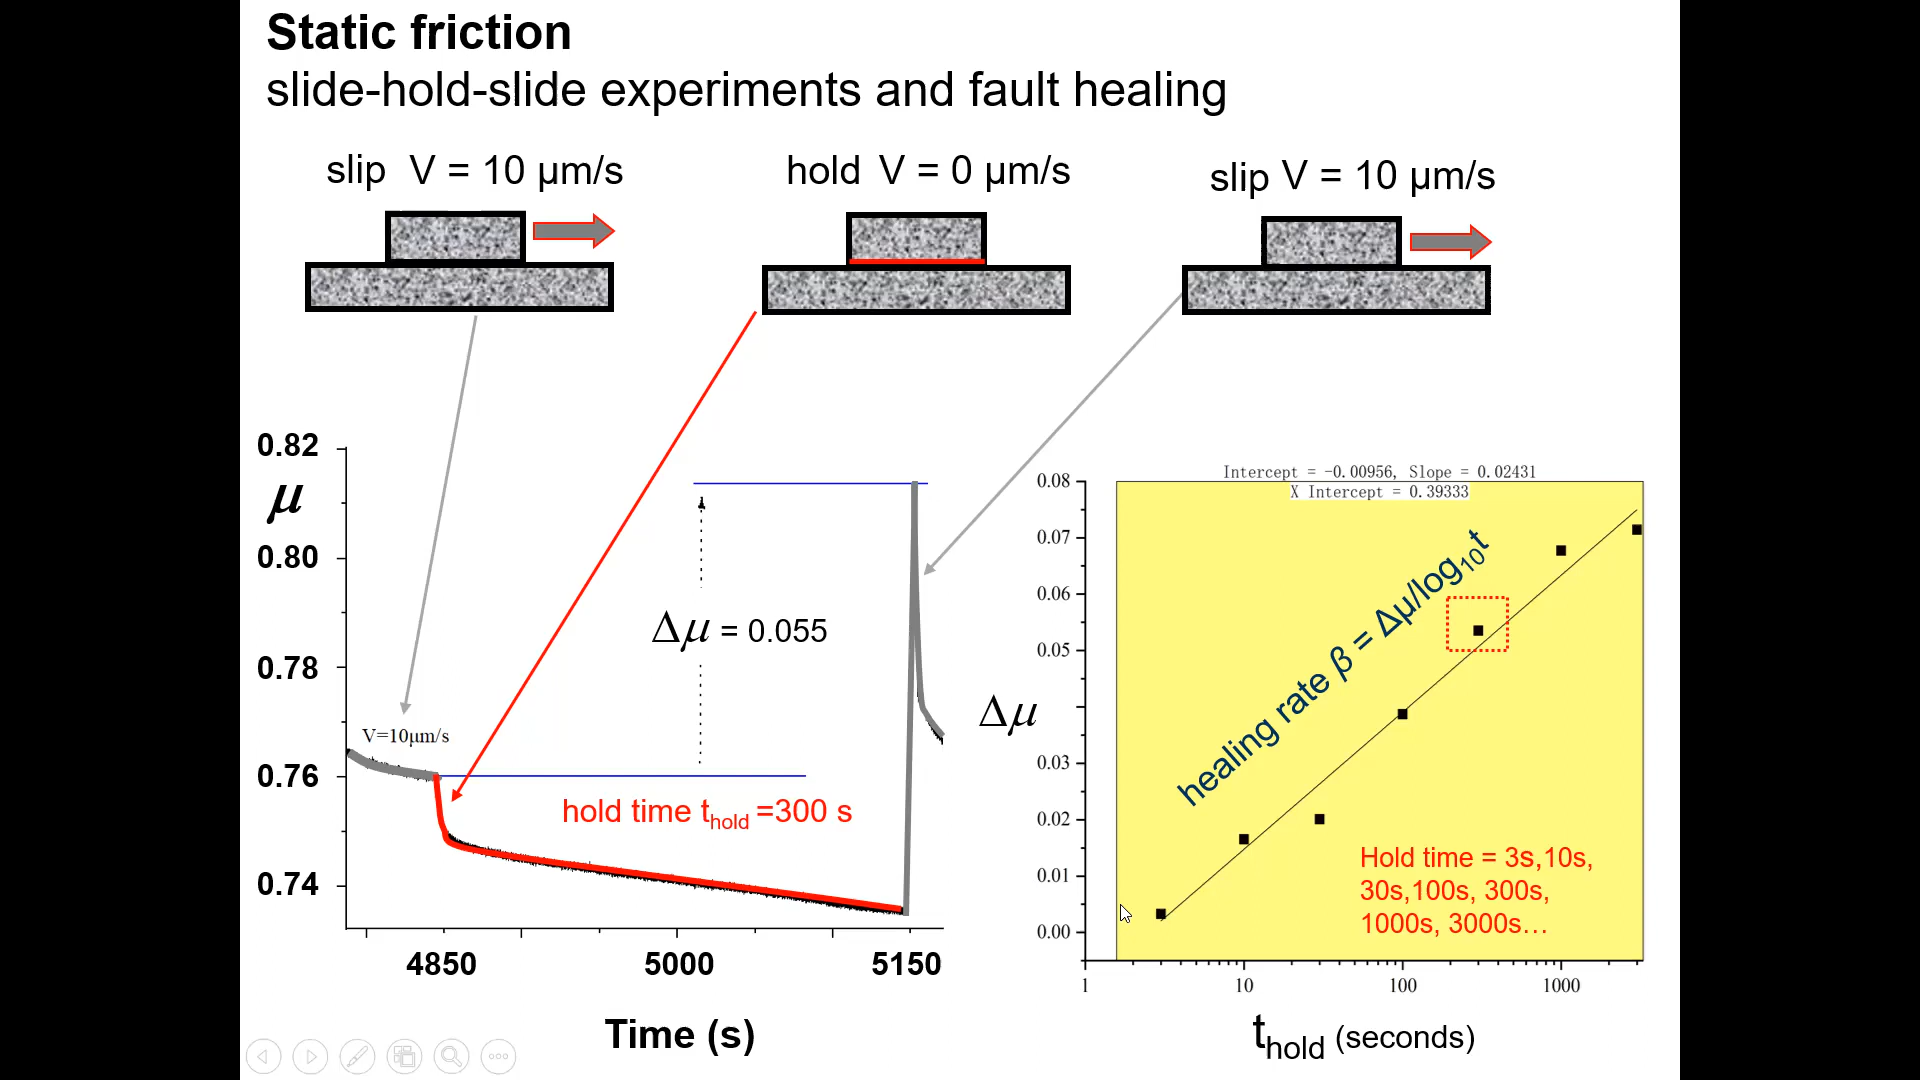 Static friction
slide-hold-slide experiments and fault healing
slip V = 10 µm/s
hold V = 0 µm/s
slip V = 10 µm/s
0.82
μ
0.80
0.78
0.76
0.74
V=10μm/s
Δμ = 0.055
hold time thold =300 s
4850
5000
5150
Time (s)
Intercept = -0.00956, Slope = 0.02431
X Intercept = 0.39333
0.08
0.07
0.06
0.05
Δμ
0.03
0.02
0.01
0.00
healing rate β = Δμ/log10t
Hold time = 3s,10s,
30s,100s, 300s,
1000s, 3000s…
1
10
100
1000
thold (seconds)